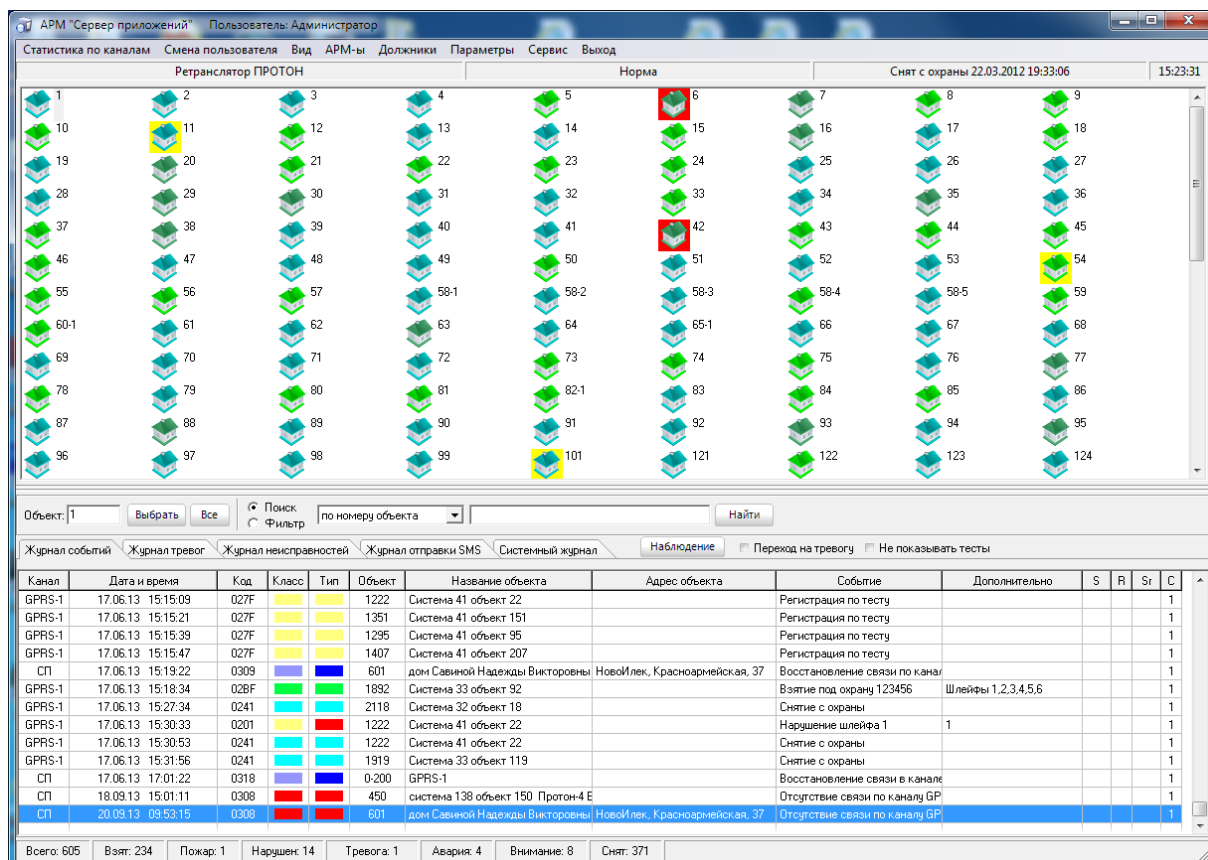 АРМ "Сервер приложений" Пользователь: Администратор
Статистика по каналам Смена пользователя Вид АРМ-ы Должники Параметры Сервис Выход
Ретранслятор ПРОТОН Норма Снят с охраны 22.03.2012 19:33:06 15:23:31
1 2 3 4 5 6 7 8 9
10 11 12 13 14 15 16 17 18
19 20 21 22 23 24 25 26 27
28 29 30 31 32 33 34 35 36
37 38 39 40 41 42 43 44 45
46 47 48 49 50 51 52 53 54
55 56 57 58-1 58-2 58-3 58-4 58-5 59
60-1 61 62 63 64 65-1 66 67 68
69 70 71 72 73 74 75 76 77
78 79 80 81 82-1 83 84 85 86
87 88 89 90 91 92 93 94 95
96 97 98 99 101 121 122 123 124
Объект: 1 Выбрать Все Поиск Фильтр по номеру объекта Найти
Журнал событий Журнал тревог Журнал неисправностей Журнал отправки SMS Системный журнал Наблюдение Переход на тревогу Не показывать тесты
Канал Дата и время Код Класс Тип Объект Название объекта Адрес объекта Событие Дополнительно S R Sr C
GPRS-1 17.06.13 15:15:09 027F 1222 Система 41 объект 22 Регистрация по тесту 1
GPRS-1 17.06.13 15:15:21 027F 1351 Система 41 объект 151 Регистрация по тесту 1
GPRS-1 17.06.13 15:15:39 027F 1295 Система 41 объект 95 Регистрация по тесту 1
GPRS-1 17.06.13 15:15:47 027F 1407 Система 41 объект 207 Регистрация по тесту 1
СП 17.06.13 15:19:22 0309 601 дом Савиной Надежды Викторовны НовоИлек, Красноармейская, 37 Восстановление связи по канал 1
GPRS-1 17.06.13 15:18:34 02BF 1892 Система 33 объект 92 Взятие под охрану 123456 Шлейфы 1,2,3,4,5,6 1
GPRS-1 17.06.13 15:27:34 0241 2118 Система 32 объект 18 Снятие с охраны 1
GPRS-1 17.06.13 15:30:33 0201 1222 Система 41 объект 22 Нарушение шлейфа 1 1 1
GPRS-1 17.06.13 15:30:53 0241 1222 Система 41 объект 22 Снятие с охраны 1
GPRS-1 17.06.13 15:31:56 0241 1919 Система 33 объект 119 Снятие с охраны 1
СП 17.06.13 17:01:22 0318 0-200 GPRS-1 Восстановление связи в канале 1
СП 18.09.13 15:01:11 0308 450 система 138 объект 150 Протон-4 Е Отсутствие связи по каналу GP 1
СП 20.09.13 09:53:15 0308 601 дом Савиной Надежды Викторовны НовоИлек, Красноармейская, 37 Отсутствие связи по каналу GP 1
Всего: 605 Взят: 234 Пожар: 1 Нарушен: 14 Тревога: 1 Авария: 4 Внимание: 8 Снят: 371